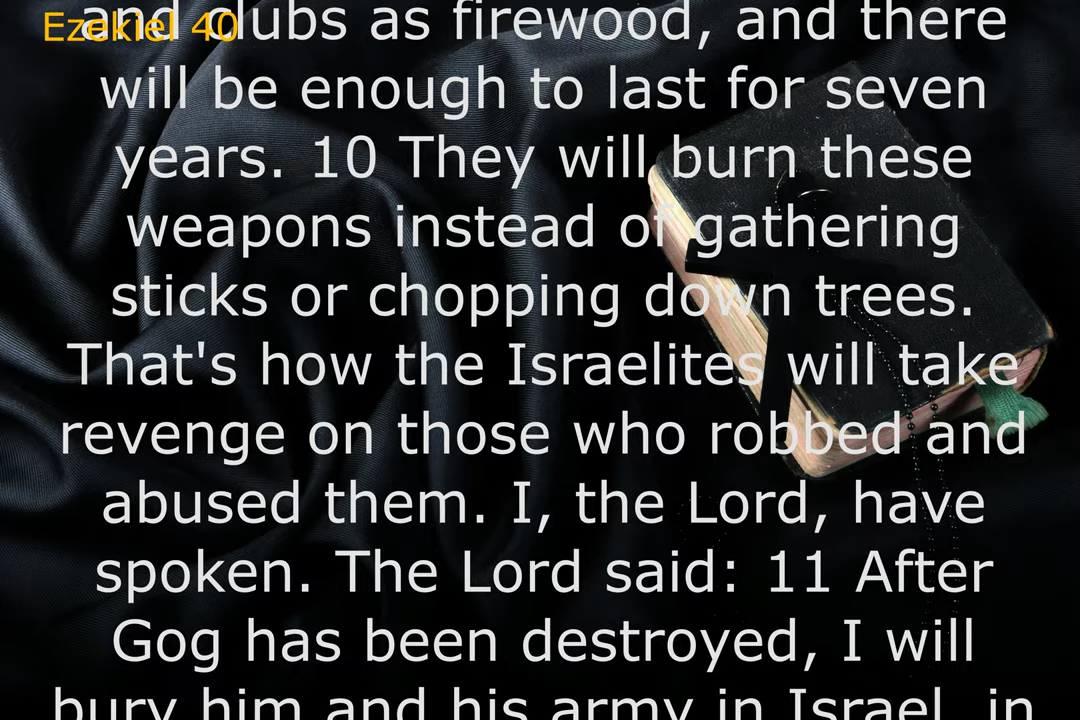 Ezekiel 40
and clubs as firewood, and there
will be enough to last for seven
years. 10 They will burn these
weapons instead of gathering
sticks or chopping down trees.
That's how the Israelites will take
revenge on those who robbed and
abused them. I, the Lord, have
spoken. The Lord said: 11 After
Gog has been destroyed, I will
bury him and his army in Israel, in